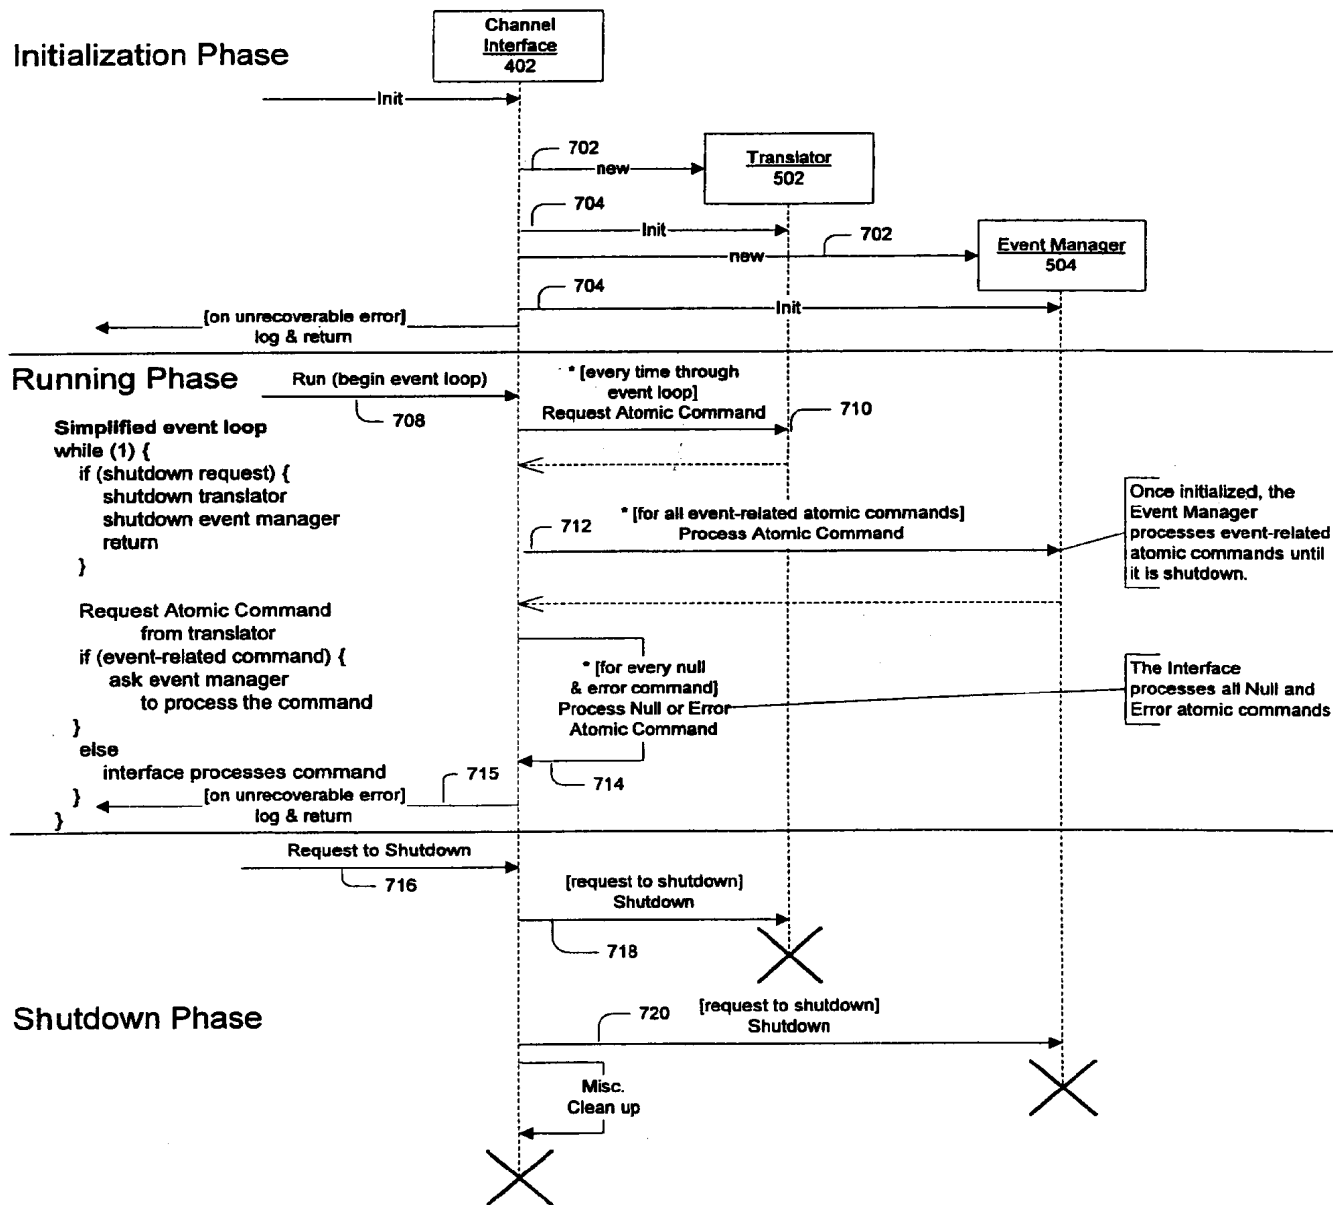 Channel
Interface
402
Initialization Phase
Init
702
new
Translator
502
704
Init
702
new
Event Manager
504
704
Init
[on unrecoverable error]
log & return
Running Phase
Run (begin event loop)
708
* [every time through
event loop]
Request Atomic Command
710
Simplified event loop
while (1) {
if (shutdown request) {
shutdown translator
shutdown event manager
return
}
Request Atomic Command
from translator
if (event-related command) {
ask event manager
to process the command
}
else
interface processes command
}
}
712
* [for all event-related atomic commands]
Process Atomic Command
Once initialized, the
Event Manager
processes event-related
atomic commands until
it is shutdown.
* [for every null
& error command]
Process Null or Error
Atomic Command
714
The Interface
processes all Null and
Error atomic commands
715
[on unrecoverable error]
log & return
Request to Shutdown
716
[request to shutdown]
Shutdown
718
Shutdown Phase
720
[request to shutdown]
Shutdown
Misc.
Clean up